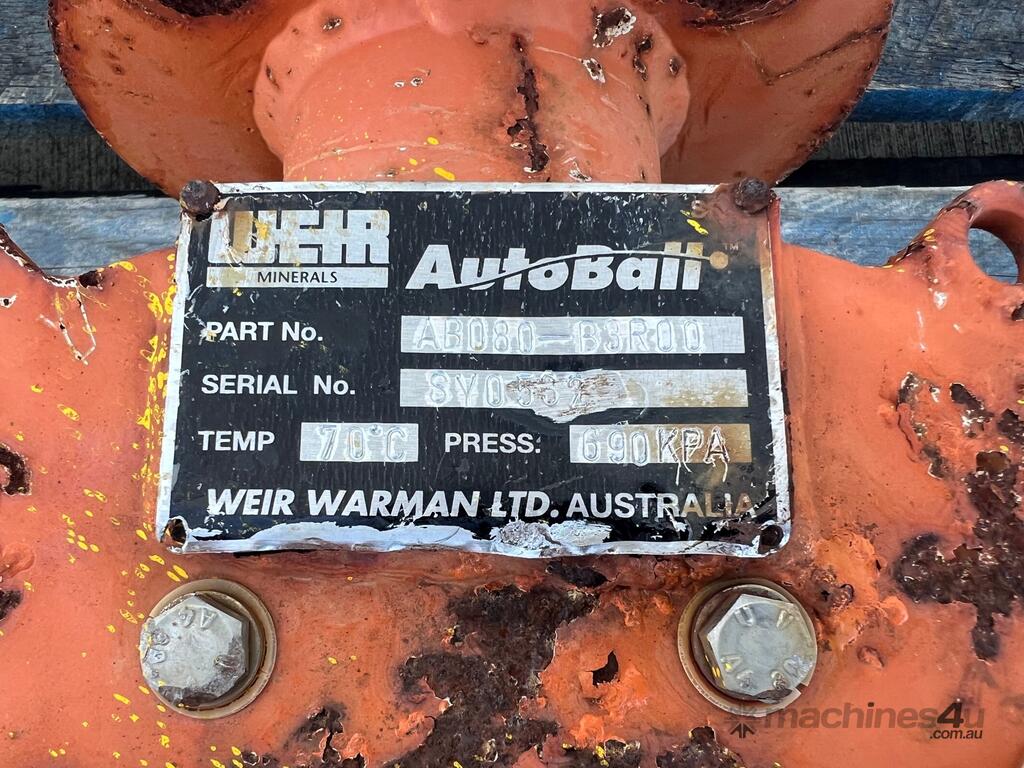 WEIR
MINERALS
AutoBall™
PART No. AB080-B3R00
SERIAL No.
TEMP 70°C PRESS: 690KPA
WEIR WARMAN LTD. AUSTRALIA
machines4u
.com.au